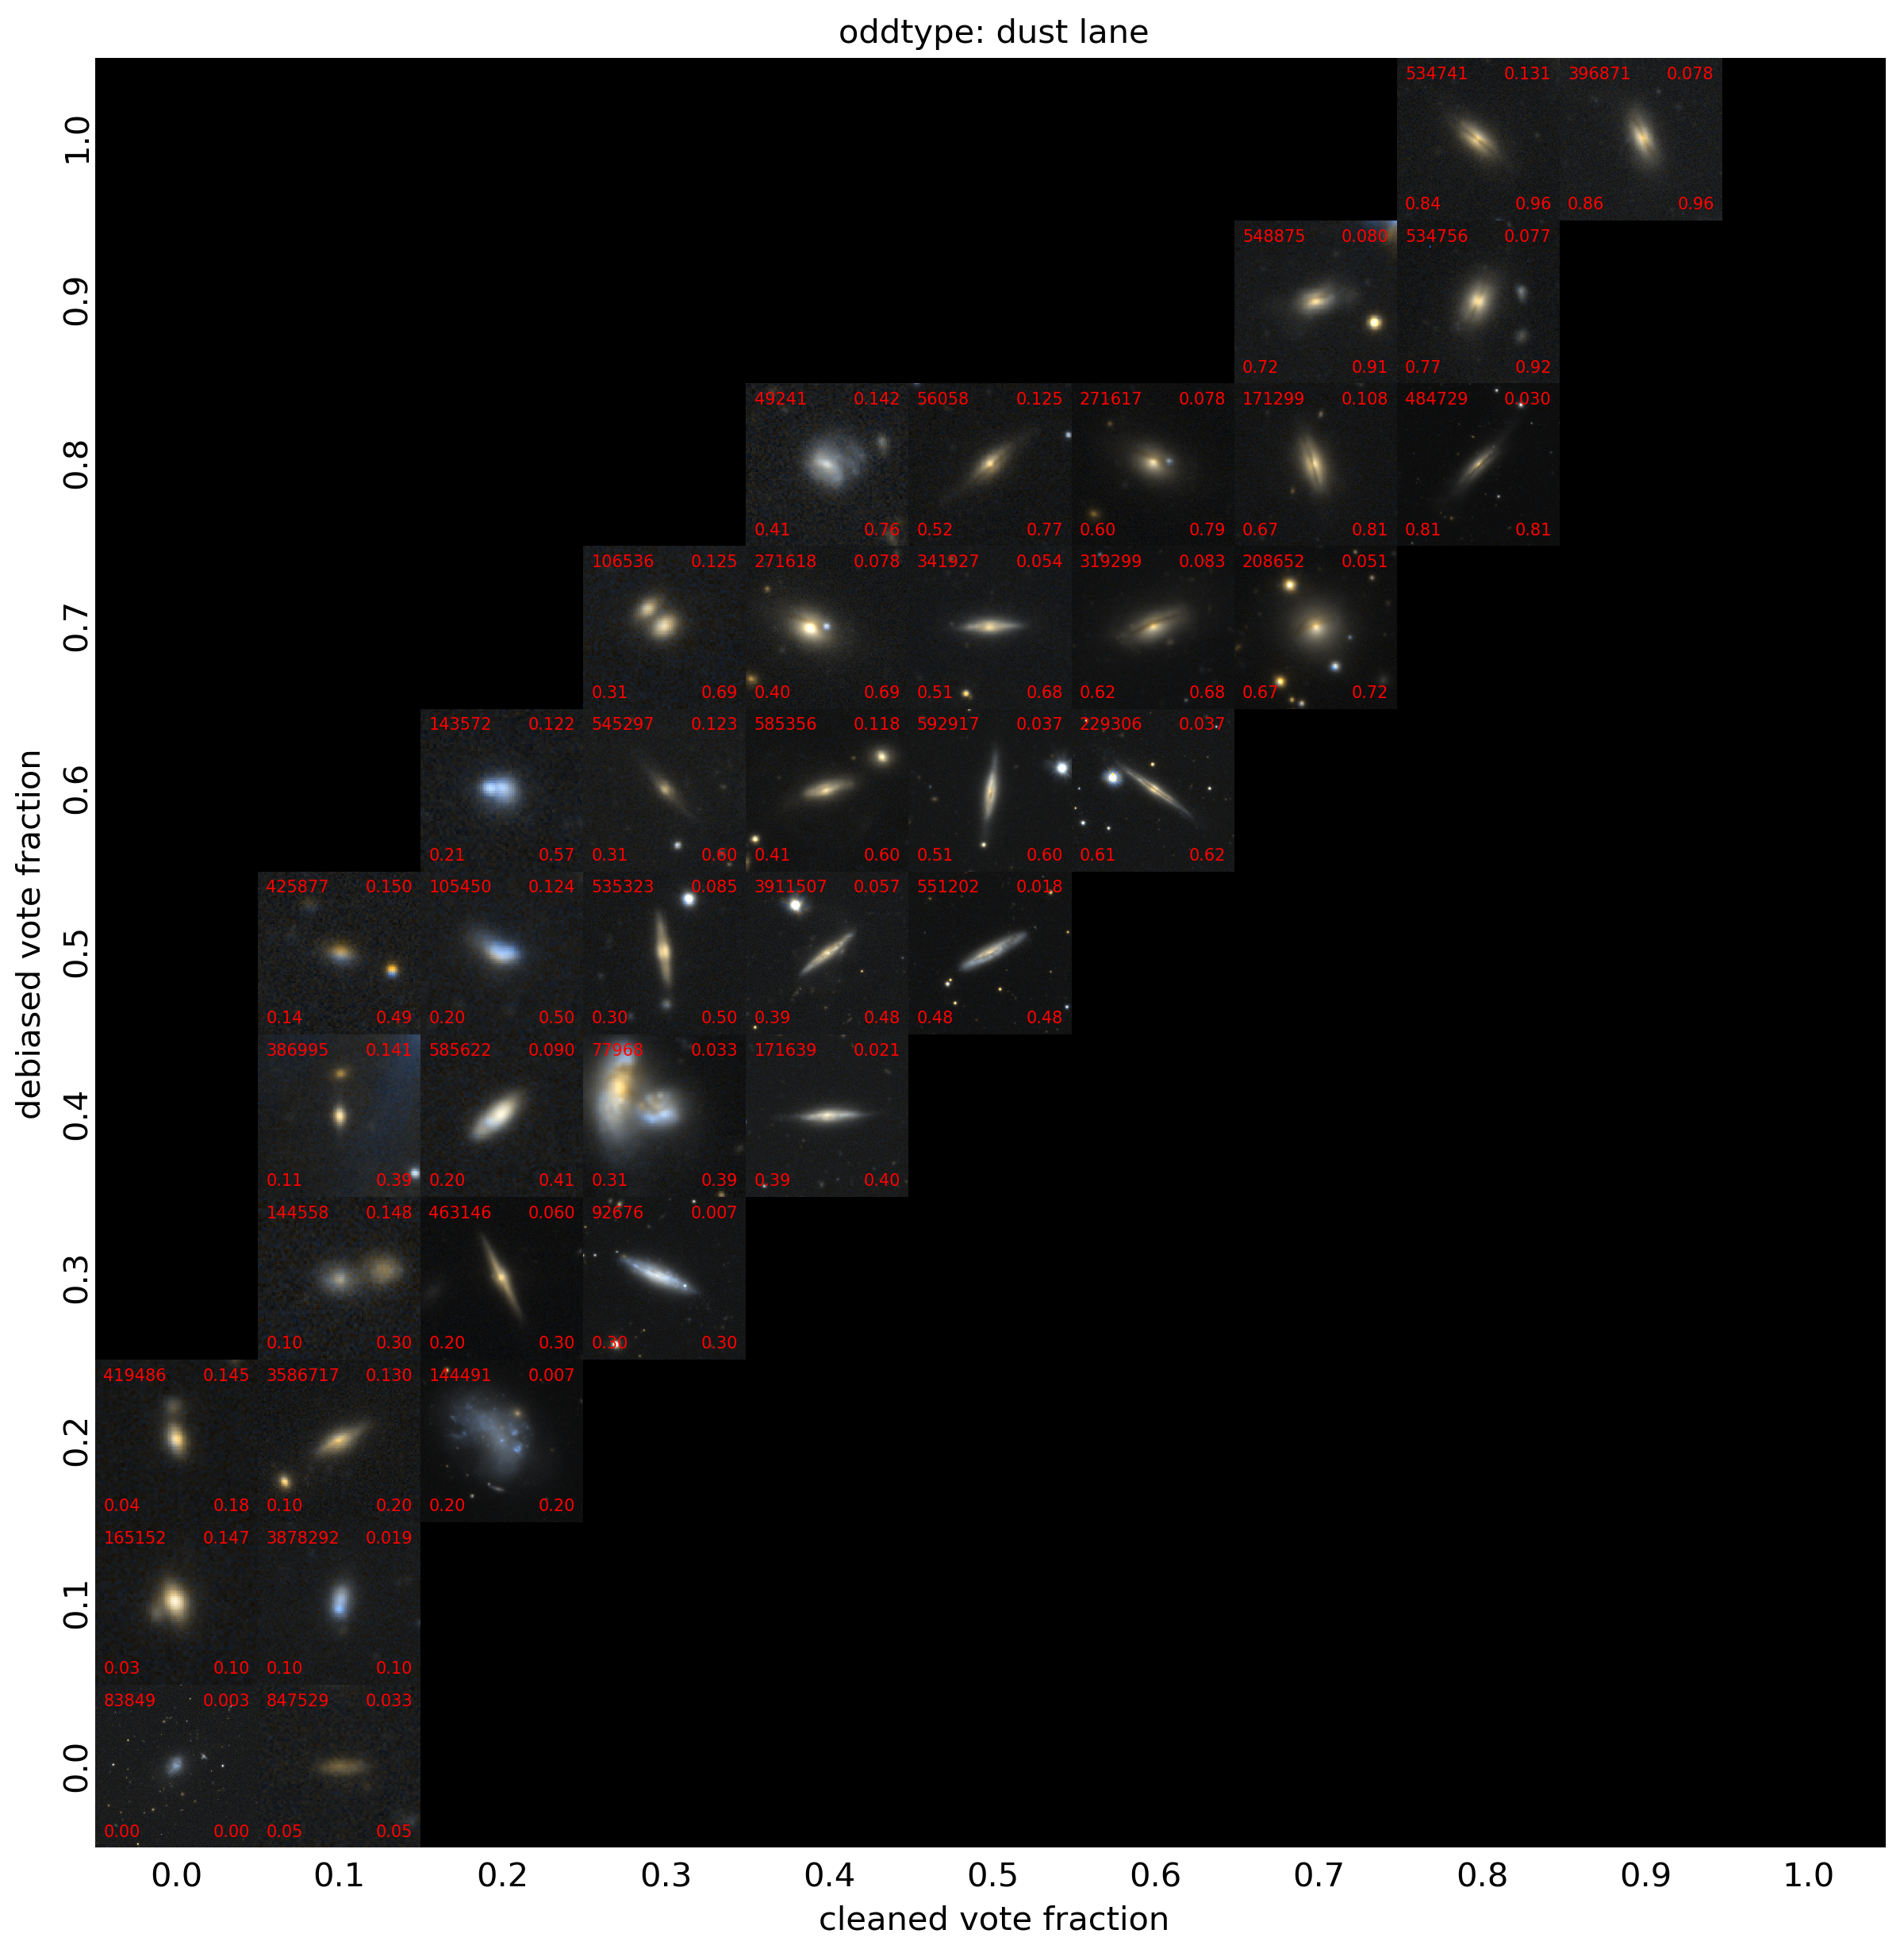 oddtype: dust lane
534741 0.131 396871 0.078
1.0
0.84 0.96 0.86 0.96
548875 0.080 534756 0.077
0.9
0.72 0.91 0.77 0.92
49241 0.142 56058 0.125 271617 0.078 171299 0.108 484729 0.030
0.8
0.41 0.76 0.52 0.77 0.60 0.79 0.67 0.81 0.81 0.81
106536 0.125 271618 0.078 341927 0.054 319299 0.083 208652 0.051
0.7
0.31 0.69 0.40 0.69 0.51 0.68 0.62 0.68 0.67 0.72
143572 0.122 545297 0.123 585356 0.118 592917 0.037 229306 0.037
0.6
0.21 0.57 0.31 0.60 0.41 0.60 0.51 0.60 0.61 0.62
425877 0.150 105450 0.124 535323 0.085 3911507 0.057 551202 0.018
0.5
0.14 0.49 0.20 0.50 0.30 0.50 0.39 0.48 0.48 0.48
debiased vote fraction
386995 0.141 585622 0.090 77968 0.033 171639 0.021
0.4
0.11 0.39 0.20 0.41 0.31 0.39 0.39 0.40
144558 0.148 463146 0.060 92676 0.007
0.3
0.10 0.30 0.20 0.30 0.30 0.30
419486 0.145 3586717 0.130 144491 0.007
0.2
0.04 0.18 0.10 0.20 0.20 0.20
165152 0.147 3878292 0.019
0.1
0.03 0.10 0.10 0.10
83849 0.003 847529 0.033
0.0
0.00 0.00 0.05 0.05
0.0 0.1 0.2 0.3 0.4 0.5 0.6 0.7 0.8 0.9 1.0
cleaned vote fraction